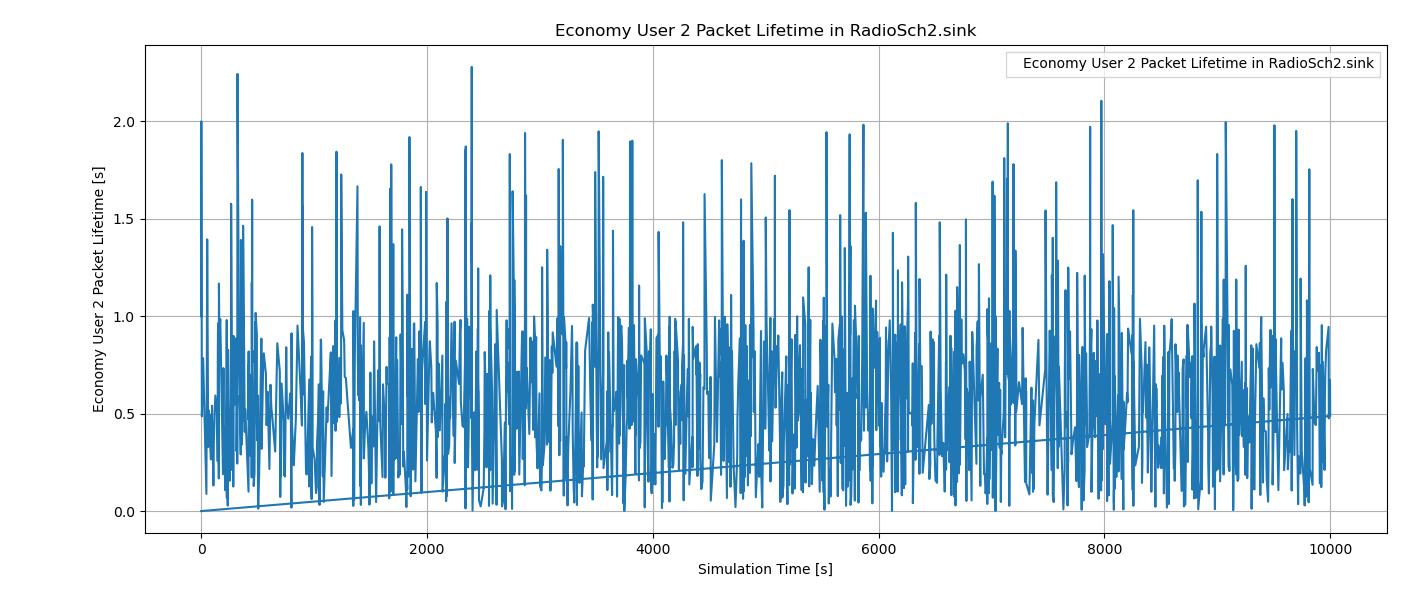 Economy User 2 Packet Lifetime in RadioSch2.sink
Economy User 2 Packet Lifetime in RadioSch2.sink
Economy User 2 Packet Lifetime [s]
2.0
1.5
1.0
0.5
0.0
0 2000 4000 6000 8000 10000
Simulation Time [s]